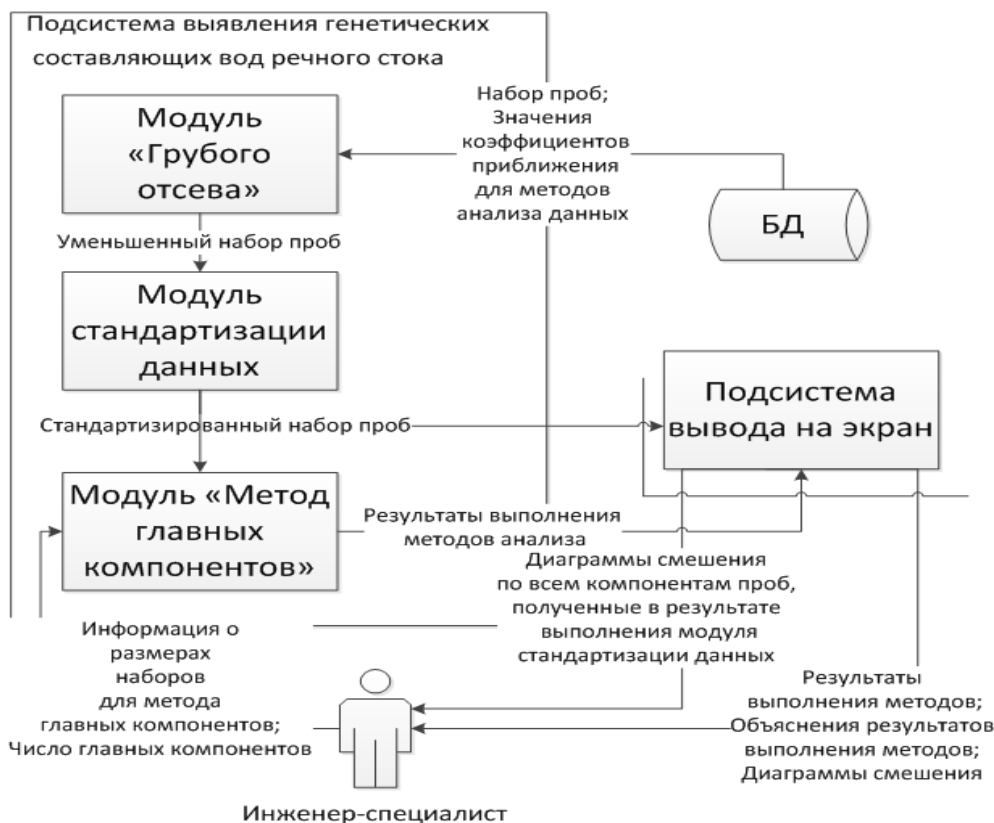 Подсистема выявления генетических
составляющих вод речного стока
Модуль
«Грубого
отсева»
Набор проб;
Значения
коэффициентов
приближения
для методов
анализа данных
БД
Уменьшенный набор проб
Модуль
стандартизации
данных
Стандартизированный набор проб
Подсистема
вывода на экран
Модуль «Метод
главных
компонентов»
Результаты выполнения
методов анализа
Диаграммы смешения
по всем компонентам проб,
полученные в результате
выполнения модуля
стандартизации данных
Информация о
размерах
наборов
для метода
главных компонентов;
Число главных компонентов
Результаты
выполнения методов;
Объяснения результатов
выполнения методов;
Диаграммы смешения
Инженер-специалист